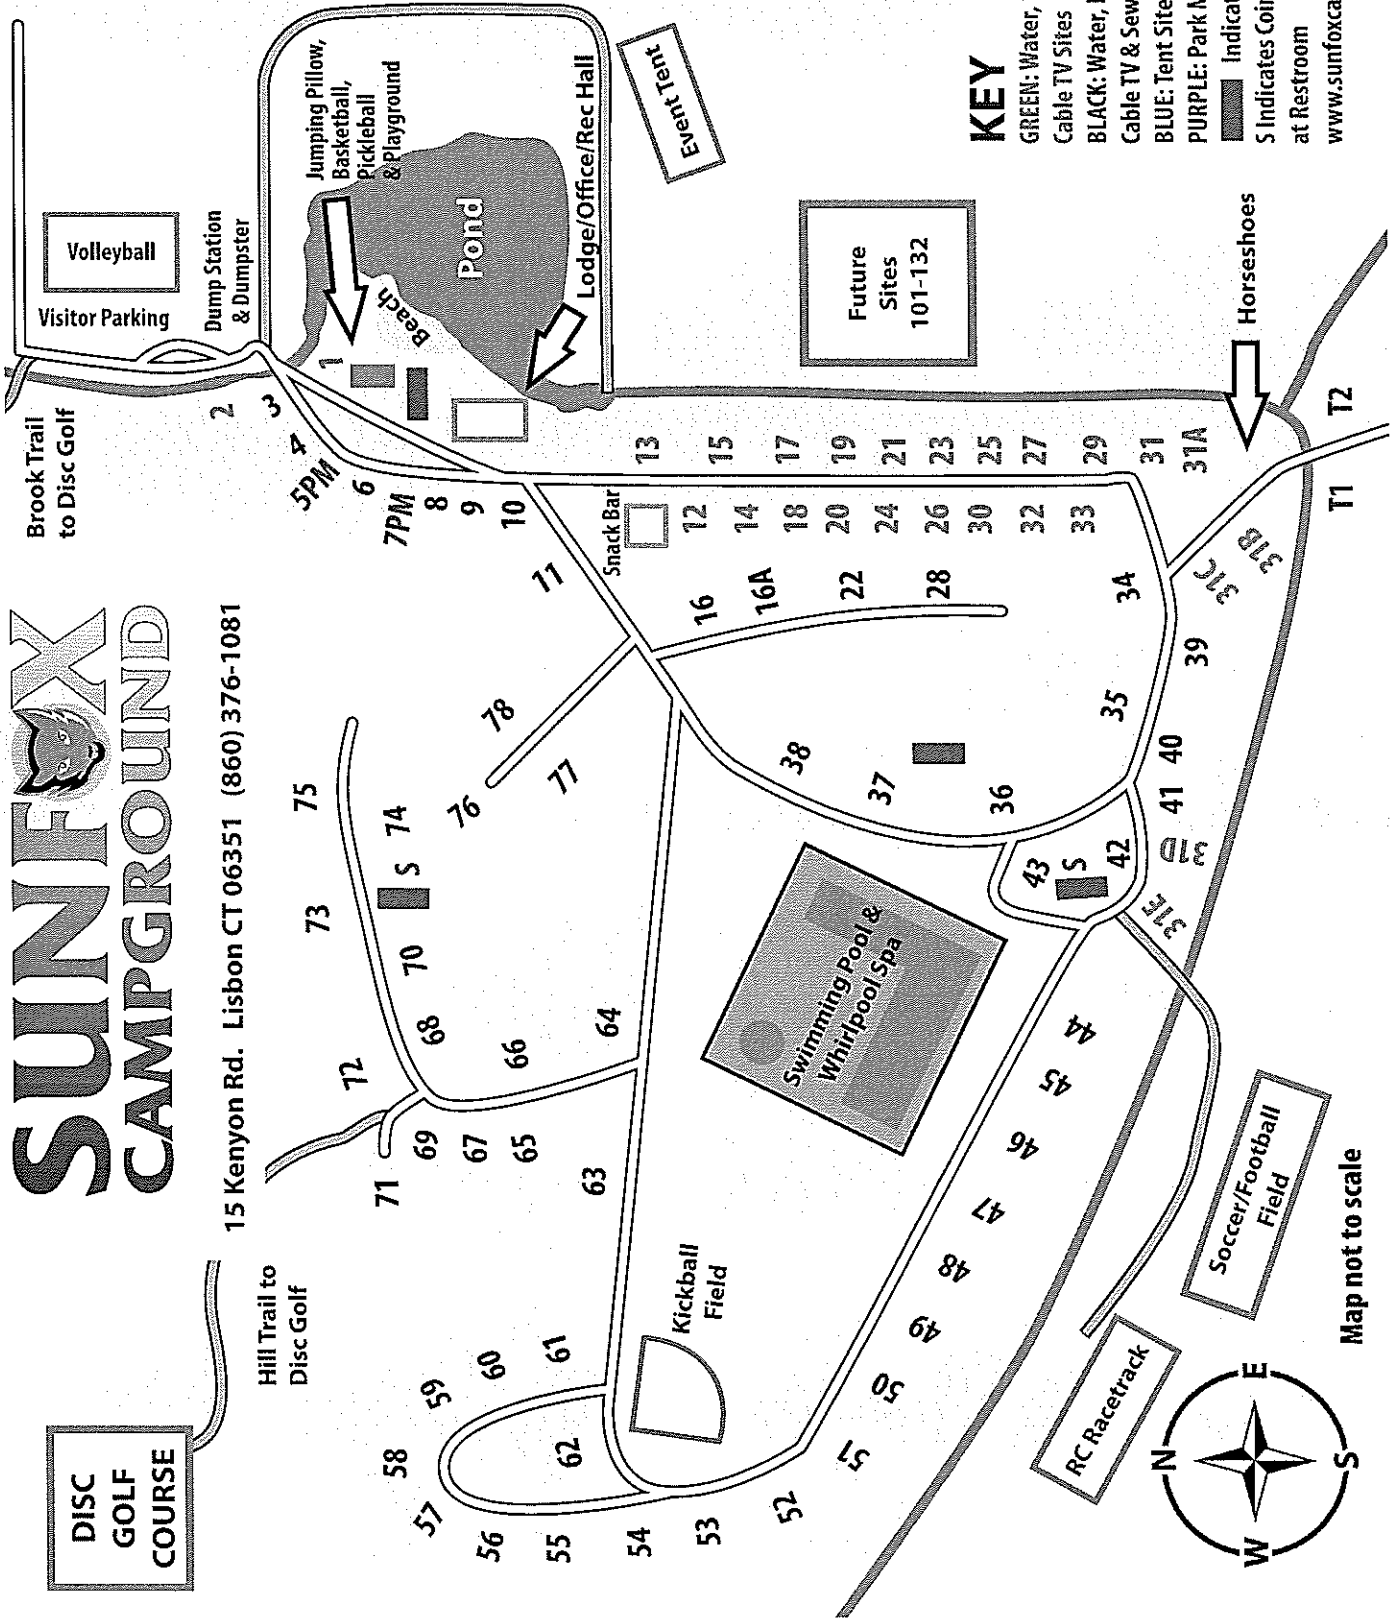 SUNFOX
CAMPGROUND
15 Kenyon Rd. Lisbon CT 06351 (860) 376-1081
DISC
GOLF
COURSE
Hill Trail to
Disc Golf
Brook Trail
to Disc Golf
Visitor Parking
Volleyball
Dump Station
& Dumpster
Jumping Pillow,
Basketball,
Pickleball
& Playground
Beach
Pond
Lodge/Office/Rec Hall
Event Tent
Snack Bar
Future
Sites
101-132
Horseshoes
Swimming Pool &
Whirlpool Spa
Kickball
Field
Soccer/Football
Field
RC Racetrack
1
2
3
4
5PM
6
7PM
8
9
10
11
12
13
14
15
16
16A
17
18
19
20
21
22
23
24
25
26
27
28
29
30
31
31A
31B
31C
31D
31E
32
33
34
35
36
37
38
39
40
41
42
43
S
44
45
46
47
48
49
50
51
52
53
54
55
56
57
58
59
60
61
62
63
64
65
66
67
68
69
70
71
72
73
74
S
75
76
77
78
T1
T2
N
E
S
W
Map not to scale
KEY
GREEN: Water,
Cable TV Sites
BLACK: Water,
Cable TV & Sew
BLUE: Tent Site
PURPLE: Park M
Indicat
S Indicates Coin
at Restroom
www.sunfoxca